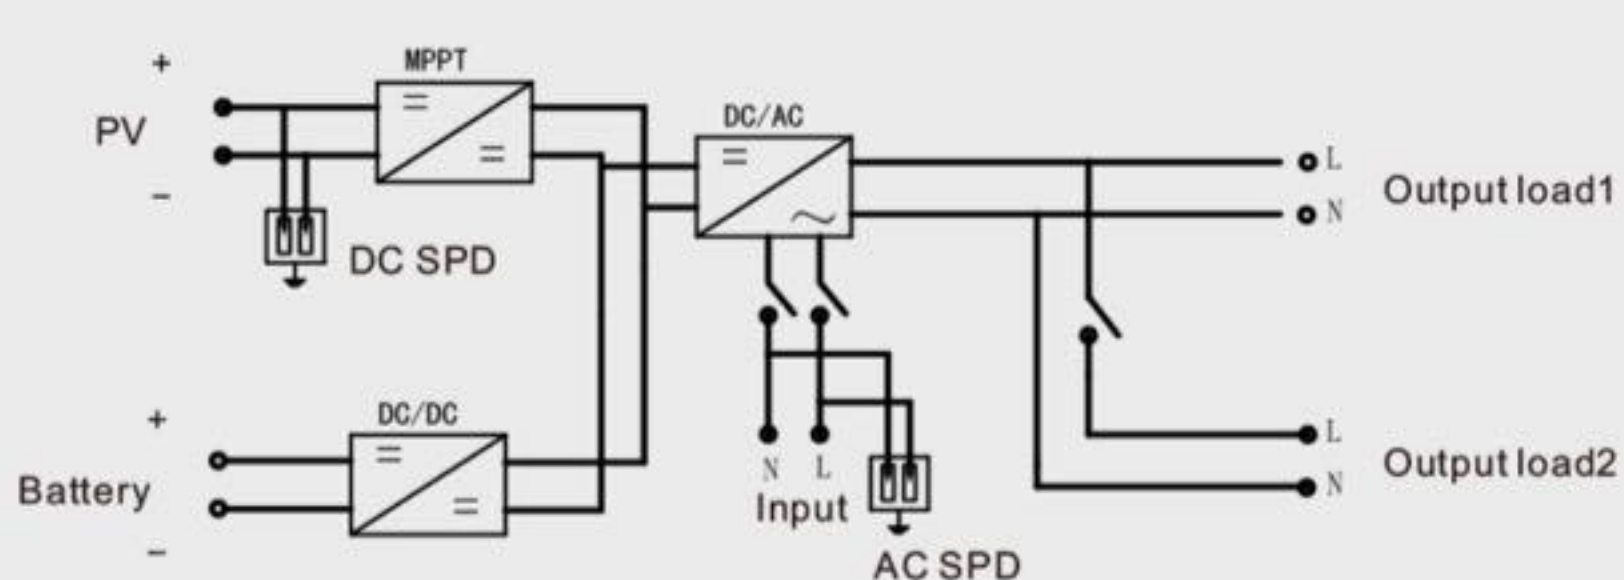 +
MPPT
PV
−
DC SPD
DC/AC
L
Output load1
N
+
DC/DC
Battery
−
N L
Input
AC SPD
L
Output load2
N